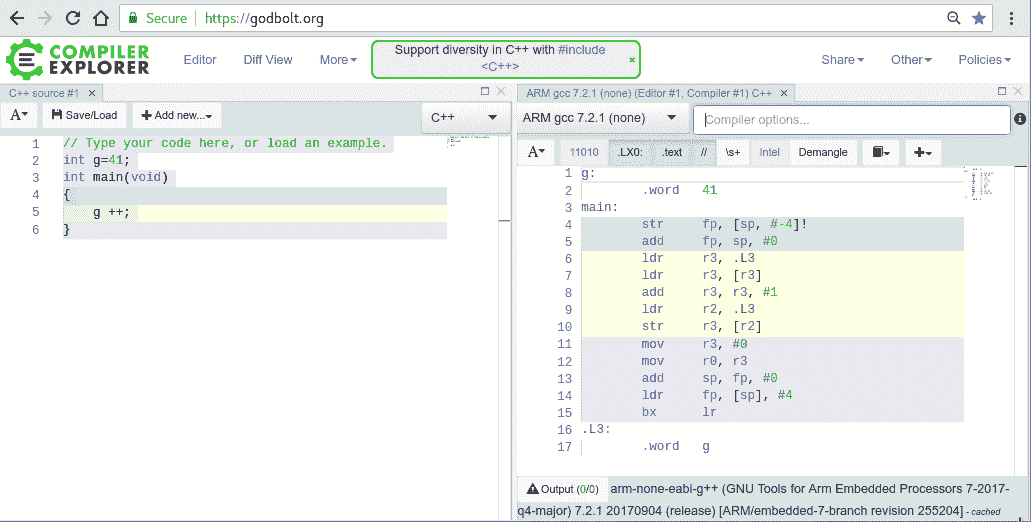 Secure https://godbolt.org
COMPILER
EXPLORER
Editor
Diff View
More
Support diversity in C++ with #include
<C++>
×
Share
Other
Policies
C++ source #1 ×
A
Save/Load
+ Add new...
C++
1 // Type your code here, or load an example.
2 int g=41;
3 int main(void)
4 {
5 g ++;
6 }
ARM gcc 7.2.1 (none) (Editor #1, Compiler #1) C++ ×
ARM gcc 7.2.1 (none)
Compiler options...
A
11010
.LX0:
.text
//
\s+
Intel
Demangle
1 g:
2 .word 41
3 main:
4 str fp, [sp, #-4]!
5 add fp, sp, #0
6 ldr r3, .L3
7 ldr r3, [r3]
8 add r3, r3, #1
9 ldr r2, .L3
10 str r3, [r2]
11 mov r3, #0
12 mov r0, r3
13 add sp, fp, #0
14 ldr fp, [sp], #4
15 bx lr
16 .L3:
17 .word g
Output (0/0) arm-none-eabi-g++ (GNU Tools for Arm Embedded Processors 7-2017-
q4-major) 7.2.1 20170904 (release) [ARM/embedded-7-branch revision 255204] - cached